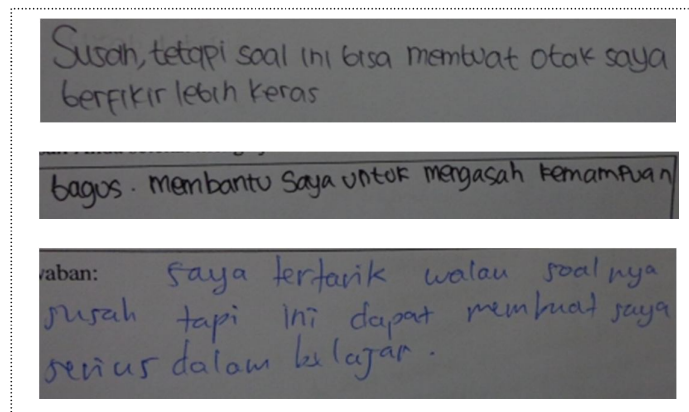 Susah, tetapi soal ini bisa membuat otak saya
berfikir lebih keras
bagus. membantu saya untuk mengasah kemampuan
vaban: saya tertarik walau soalnya
susah tapi ini dapat membuat saya
serius dalam belajar.